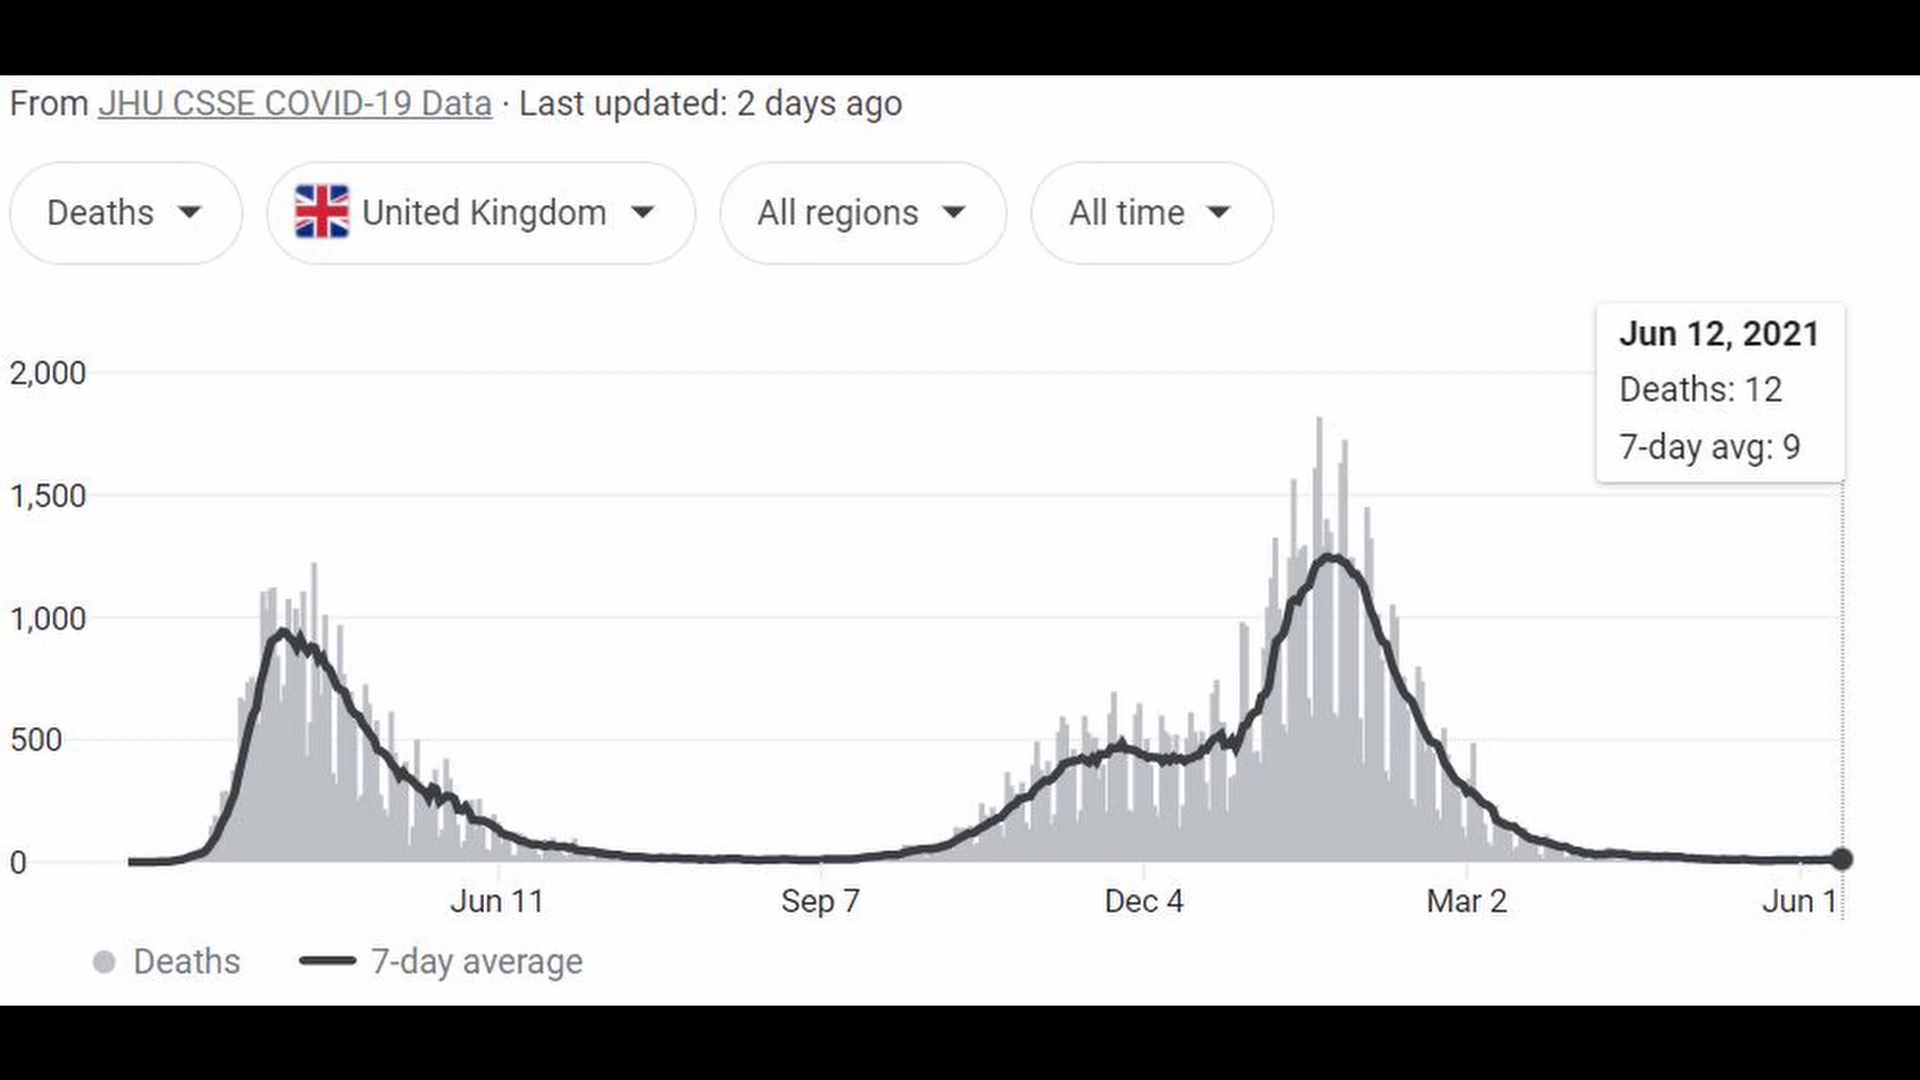 From JHU CSSE COVID-19 Data · Last updated: 2 days ago
Deaths United Kingdom All regions All time
Jun 12, 2021
Deaths: 12
7-day avg: 9
2,000
1,500
1,000
500
0
Jun 11 Sep 7 Dec 4 Mar 2 Jun 1
Deaths 7-day average